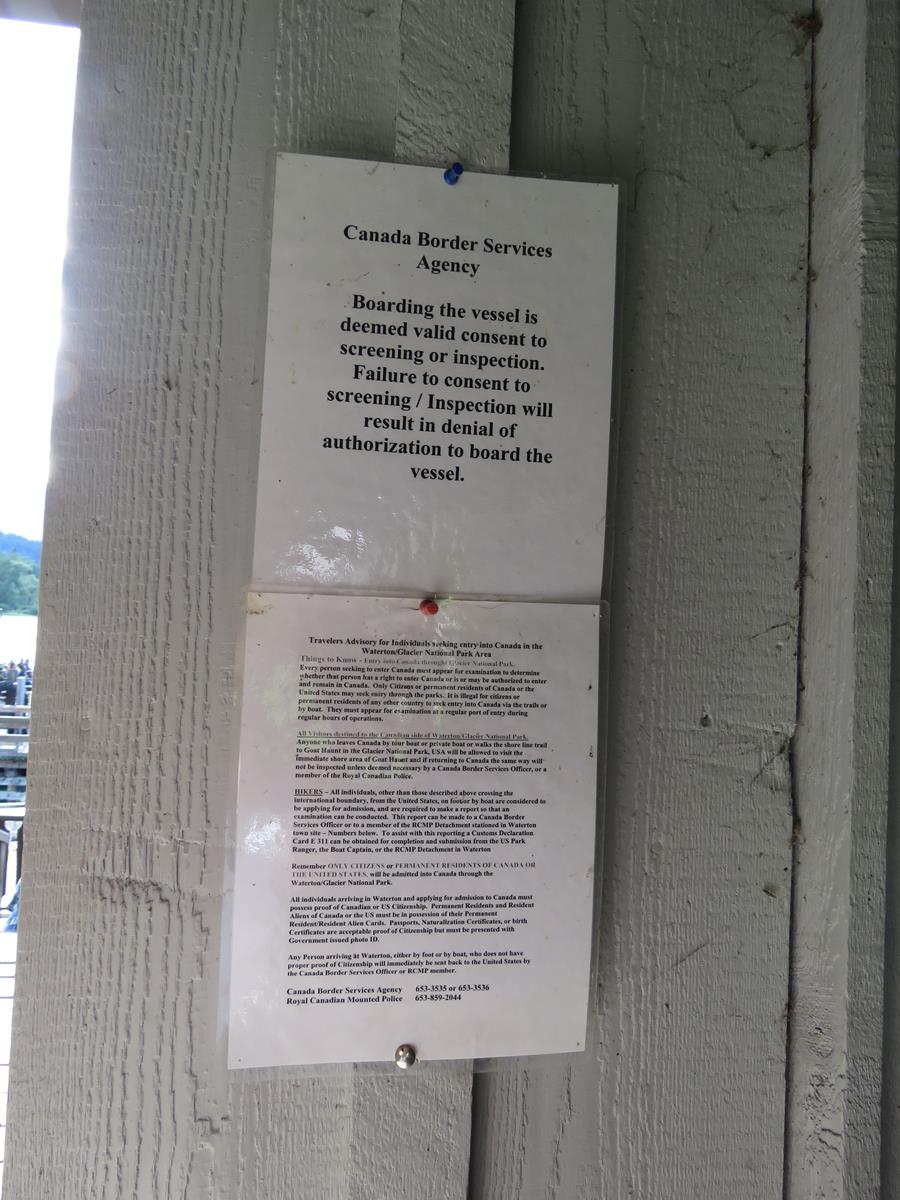 Canada Border Services
Agency
Boarding the vessel is
deemed valid consent to
screening or inspection.
Failure to consent to
screening / Inspection will
result in denial of
authorization to board the
vessel.
Travelers Advisory for Individuals seeking entry into Canada in the
Waterton/Glacier National Park Area
Things to Know - Entry into Canada throught Glacier National Park.
Every person seeking to enter Canada must appear for examination to determine
whether that person has a right to enter Canada or is or may be authorized to enter
and remain in Canada. Only Citizens or permanent residents of Canada or the
United States may seek entry through the parks. It is illegal for citizens or
permanent residents of any other country to seek entry into Canada via the trails or
by boat. They must appear for examination at a regular port of entry during
regular hours of operations.
All Visitors destined to the Canadian side of Waterton/Glacier National Park.
Anyone who leaves Canada by tour boat or private boat or walks the shore line trail
to Goat Haunt in the Glacier National Park, USA will be allowed to visit the
immediate shore area of Goat Haunt and if returning to Canada the same way will
not be inspected unless deemed necessary by a Canada Border Services Officer, or a
member of the Royal Canadian Police.
HIKERS – All individuals, other than those described above crossing the
international boundary, from the United States, on foot or by boat are considered to
be applying for admission, and are required to make a report so that an
examination can be conducted. This report can be made to a Canada Border
Services Officer or to a member of the RCMP Detachment stationed in Waterton
town site – Numbers below. To assist with this reporting a Customs Declaration
Card E 311 can be obtained for completion and submission from the US Park
Ranger, the Boat Captain, or the RCMP Detachment in Waterton
Remember ONLY CITIZENS or PERMANENT RESIDENTS OF CANADA OR
THE UNITED STATES, will be admitted into Canada through the
Waterton/Glacier National Park.
All individuals arriving in Waterton and applying for admission to Canada must
possess proof of Canadian or US Citizenship. Permanent Residents and Resident
Aliens of Canada or the US must be in possession of their Permanent
Resident/Resident Alien Cards. Passports, Naturalization Certificates, or birth
Certificates are acceptable proof of Citizenship but must be presented with
Government issued photo ID.
Any Person arriving at Waterton, either by foot or by boat, who does not have
proper proof of Citizenship will immediately be sent back to the United States by
the Canada Border Services Officer or RCMP member.
Canada Border Services Agency 653-3535 or 653-3536
Royal Canadian Mounted Police 653-859-2044